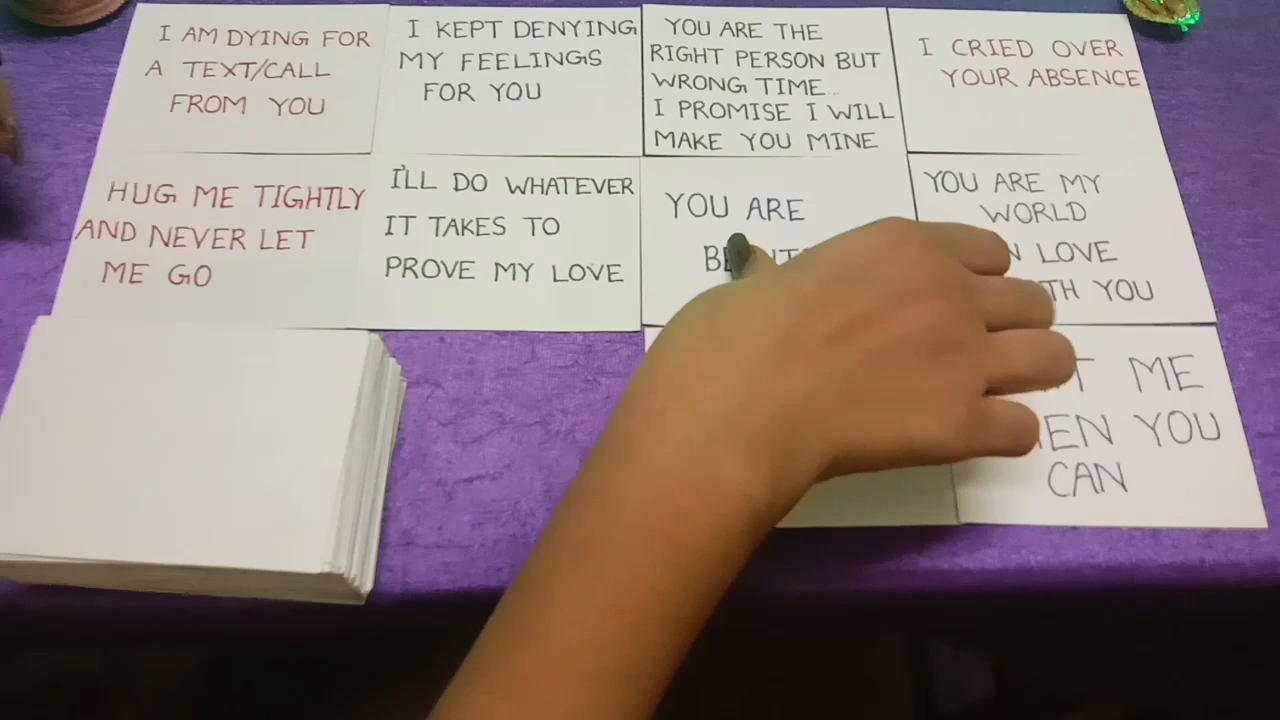 I AM DYING FOR
A TEXT/CALL
FROM YOU
I KEPT DENYING
MY FEELINGS
FOR YOU
YOU ARE THE
RIGHT PERSON BUT
WRONG TIME...
I PROMISE I WILL
MAKE YOU MINE
I CRIED OVER
YOUR ABSENCE
HUG ME TIGHTLY
AND NEVER LET
ME GO
I'LL DO WHATEVER
IT TAKES TO
PROVE MY LOVE
YOU ARE
YOU ARE MY
WORLD
LOVE
YOU
ME
YOU
CAN